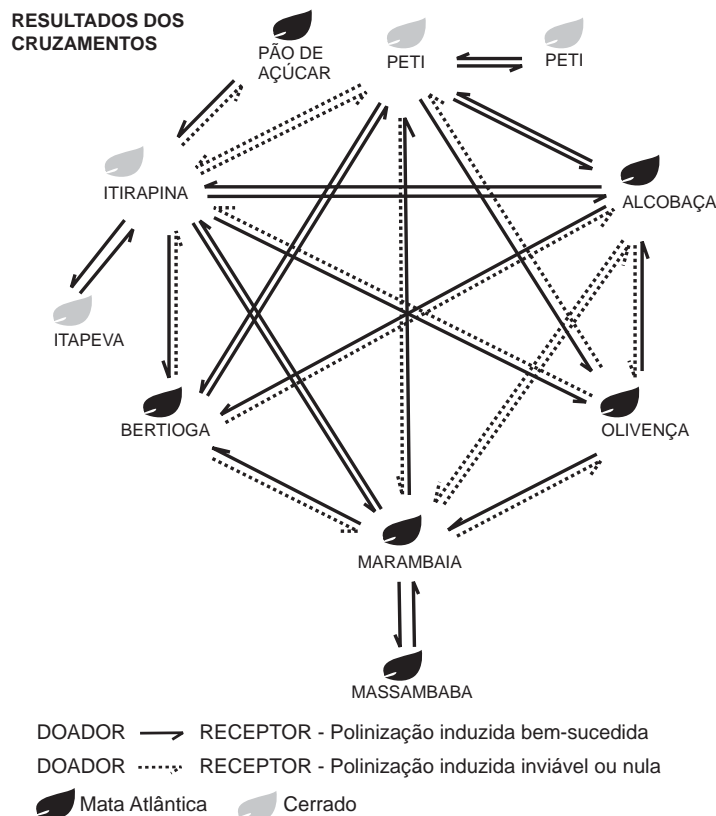 RESULTADOS DOS
CRUZAMENTOS
PÃO DE
AÇÚCAR
PETI
PETI
ITIRAPINA
ALCOBAÇA
ITAPEVA
BERTIOGA
OLIVENÇA
MARAMBAIA
MASSAMBABA
DOADOR RECEPTOR - Polinização induzida bem-sucedida
DOADOR RECEPTOR - Polinização induzida inviável ou nula
Mata Atlântica Cerrado